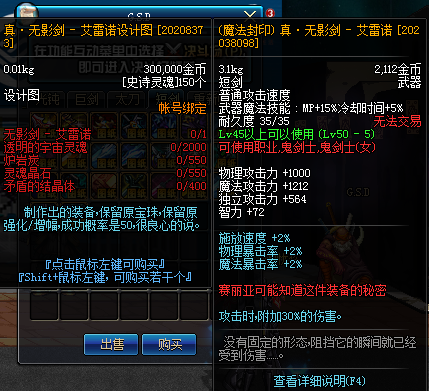 GSD
3
真·无影剑 - 艾雷诺设计图 [20208373]
0.01kg 300,000金币
[史诗灵魂]150个
设计图
帐号绑定
无影剑 - 艾雷诺 0/1
透明的宇宙灵魂 0/2000
炉岩炭 0/550
灵魂晶石 0/550
矛盾的结晶体 0/400
制作出的装备,保留原宝珠,保留原
强化/增幅,成功概率是50,很良心的说。
『点击鼠标左键可购买』
『Shift+鼠标左键, 可购买若干个』
出售 购买
(魔法封印) 真·无影剑 - 艾雷诺 [202038098]
3.1kg 2,112金币
短剑 武器
普通攻击速度
武器魔法技能:MP+15%冷却时间+5%
耐久度 35/35 无法交易
Lv45以上可以使用 (Lv50 - 5)
可使用职业,鬼剑士,鬼剑士(女)
物理攻击力 +1000
魔法攻击力 +1212
独立攻击力 +564
智力 +72
施放速度 +2%
物理暴击率 +2%
魔法暴击率 +2%
赛丽亚可能知道这件装备的秘密
攻击时,附加30%的伤害。
没有固定的形态,阻挡它的瞬间就已经
受到伤害……。
查看详细说明(F4)